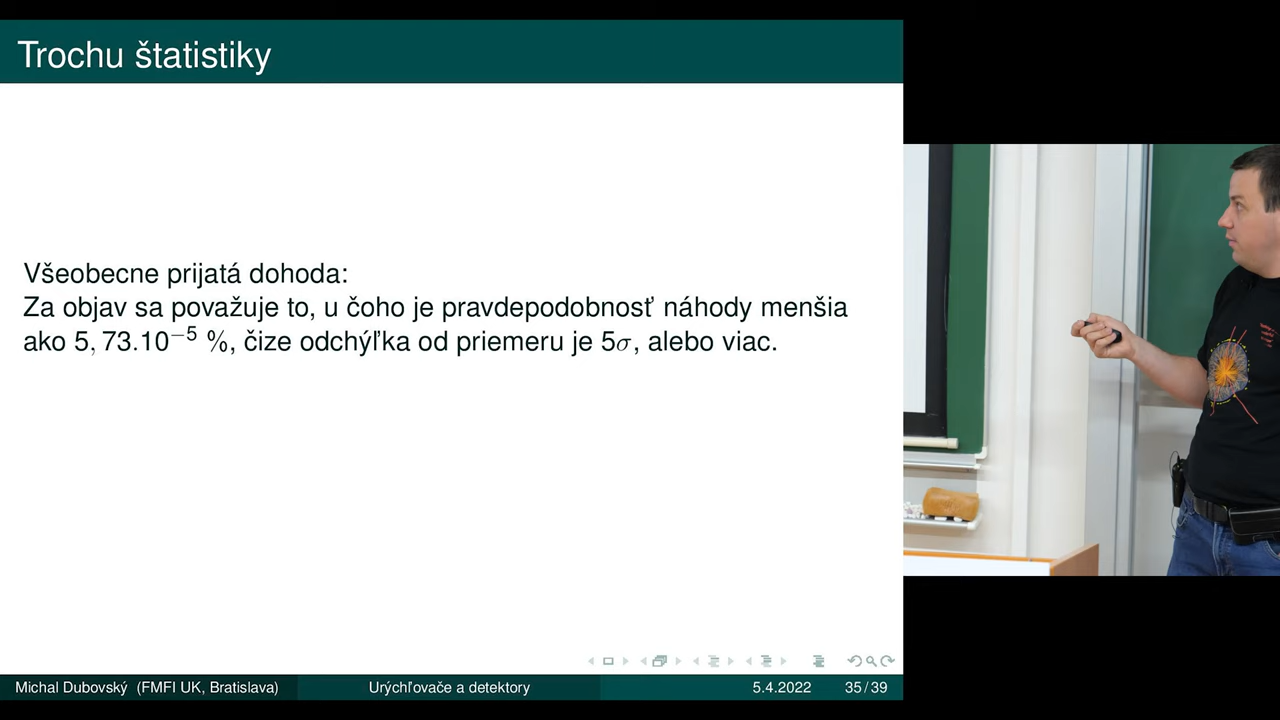 Trochu štatistiky
Všeobecne prijatá dohoda:
Za objav sa považuje to, u čoho je pravdepodobnosť náhody menšia
ako 5, 73.10⁻⁵ %, čize odchýľka od priemeru je 5σ, alebo viac.
Michal Dubovský (FMFI UK, Bratislava) Urýchľovače a detektory 5.4.2022 35/39